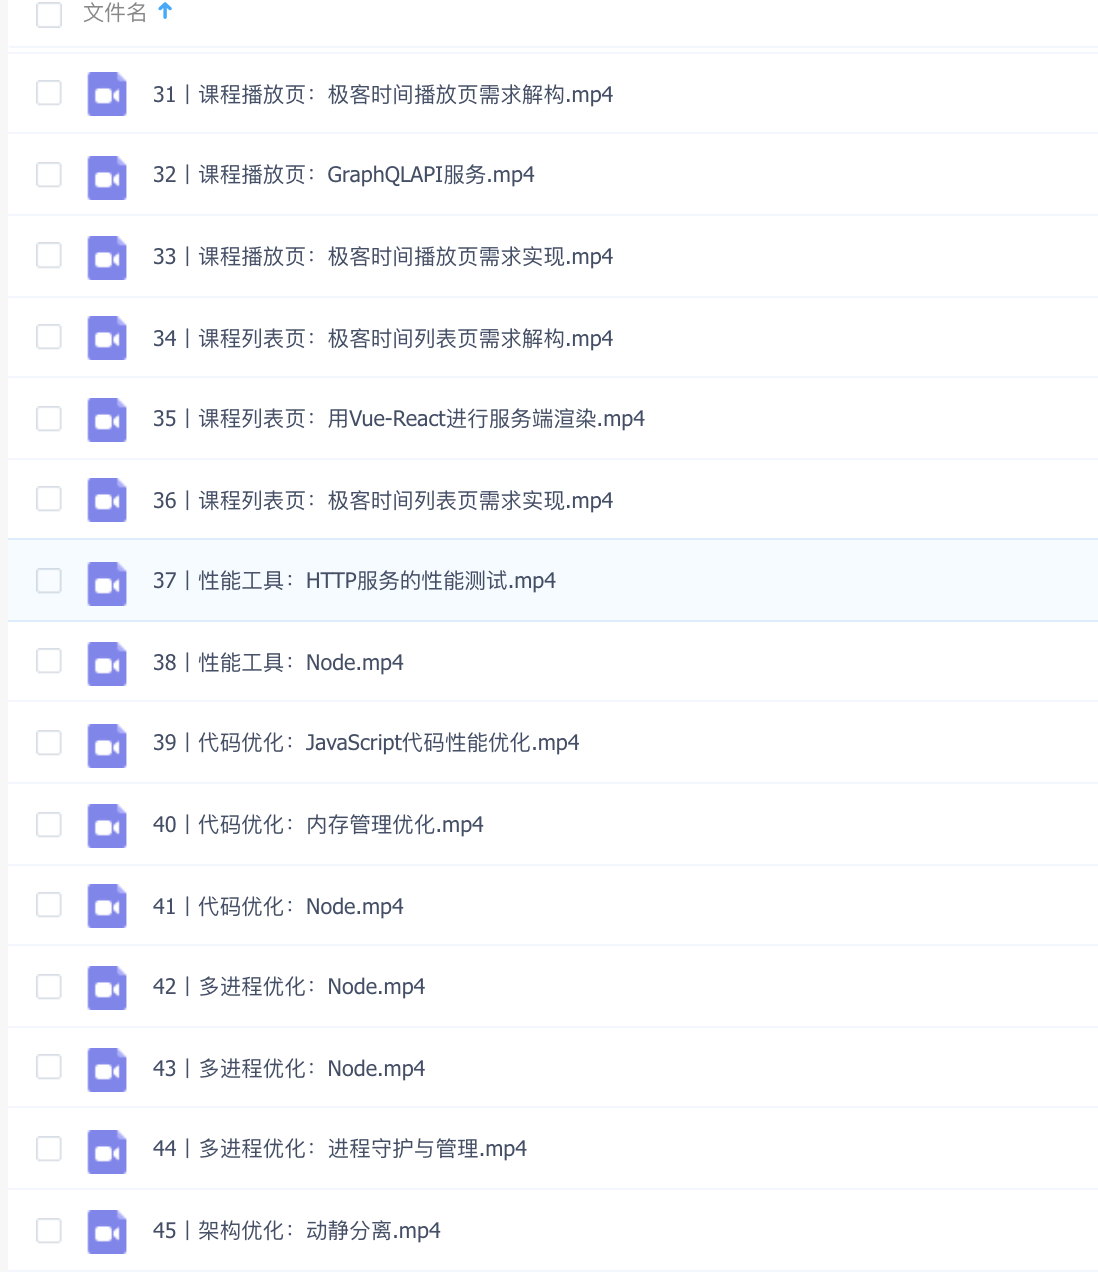 文件名
31丨课程播放页：极客时间播放页需求解构.mp4
32丨课程播放页：GraphQLAPI服务.mp4
33丨课程播放页：极客时间播放页需求实现.mp4
34丨课程列表页：极客时间列表页需求解构.mp4
35丨课程列表页：用Vue-React进行服务端渲染.mp4
36丨课程列表页：极客时间列表页需求实现.mp4
37丨性能工具：HTTP服务的性能测试.mp4
38丨性能工具：Node.mp4
39丨代码优化：JavaScript代码性能优化.mp4
40丨代码优化：内存管理优化.mp4
41丨代码优化：Node.mp4
42丨多进程优化：Node.mp4
43丨多进程优化：Node.mp4
44丨多进程优化：进程守护与管理.mp4
45丨架构优化：动静分离.mp4